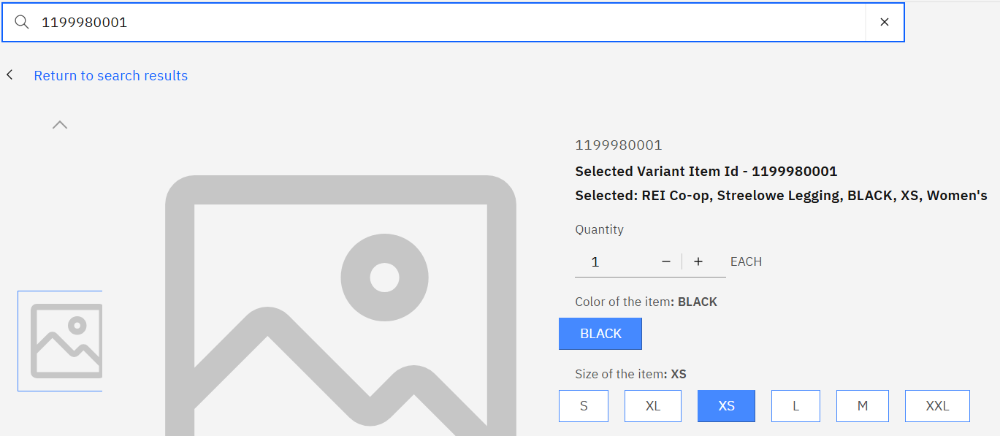 1199980001
Return to search results
1199980001
Selected Variant Item Id - 1199980001
Selected: REI Co-op, Streelowe Legging, BLACK, XS, Women's
Quantity
1 − + EACH
Color of the item: BLACK
BLACK
Size of the item: XS
S XL XS L M XXL